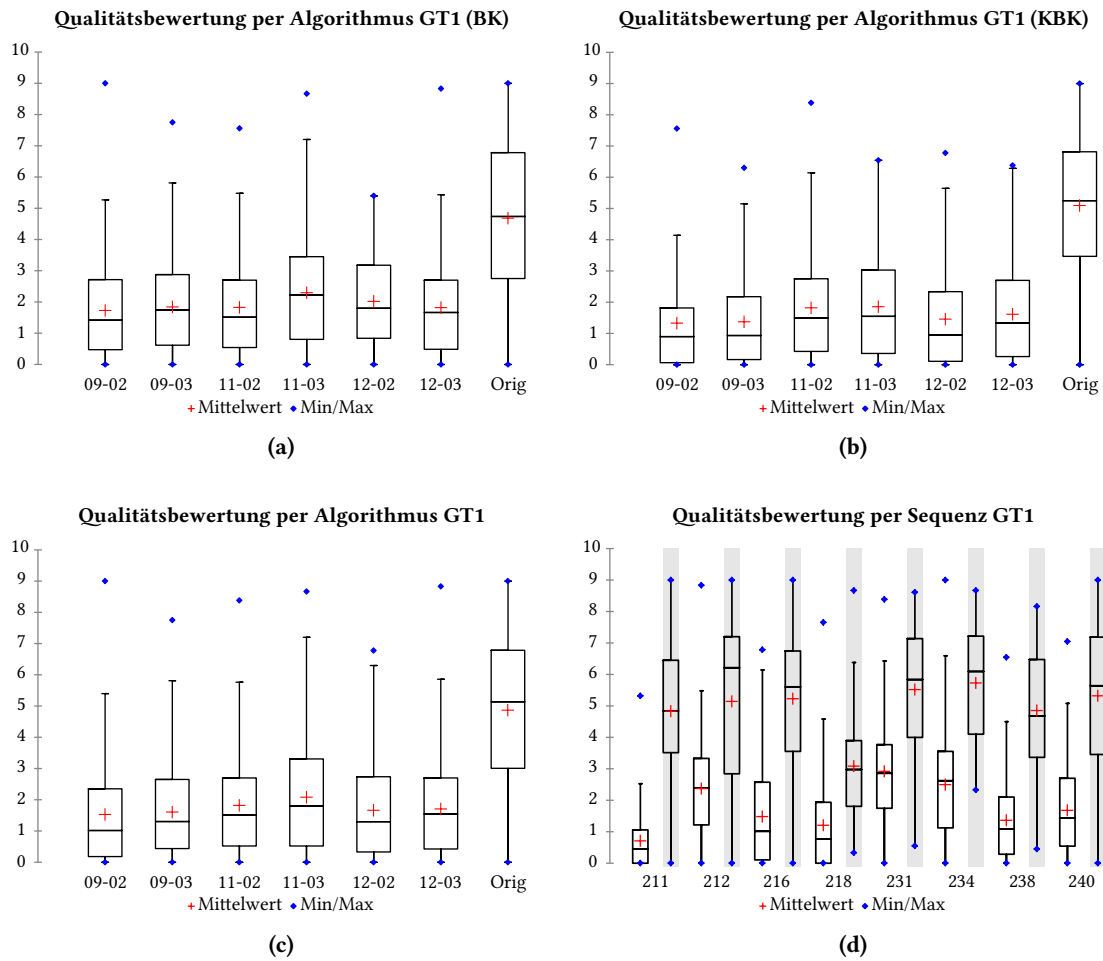 Qualitätsbewertung per Algorithmus GT1 (BK)
10
9
8
7
6
5
4
3
2
1
0
09-02 09-03 11-02 11-03 12-02 12-03 Orig
Mittelwert Min/Max
(a)
Qualitätsbewertung per Algorithmus GT1 (KBK)
10
9
8
7
6
5
4
3
2
1
0
09-02 09-03 11-02 11-03 12-02 12-03 Orig
Mittelwert Min/Max
(b)
Qualitätsbewertung per Algorithmus GT1
10
9
8
7
6
5
4
3
2
1
0
09-02 09-03 11-02 11-03 12-02 12-03 Orig
Mittelwert Min/Max
(c)
Qualitätsbewertung per Sequenz GT1
10
9
8
7
6
5
4
3
2
1
0
211 212 216 218 231 234 238 240
Mittelwert Min/Max
(d)